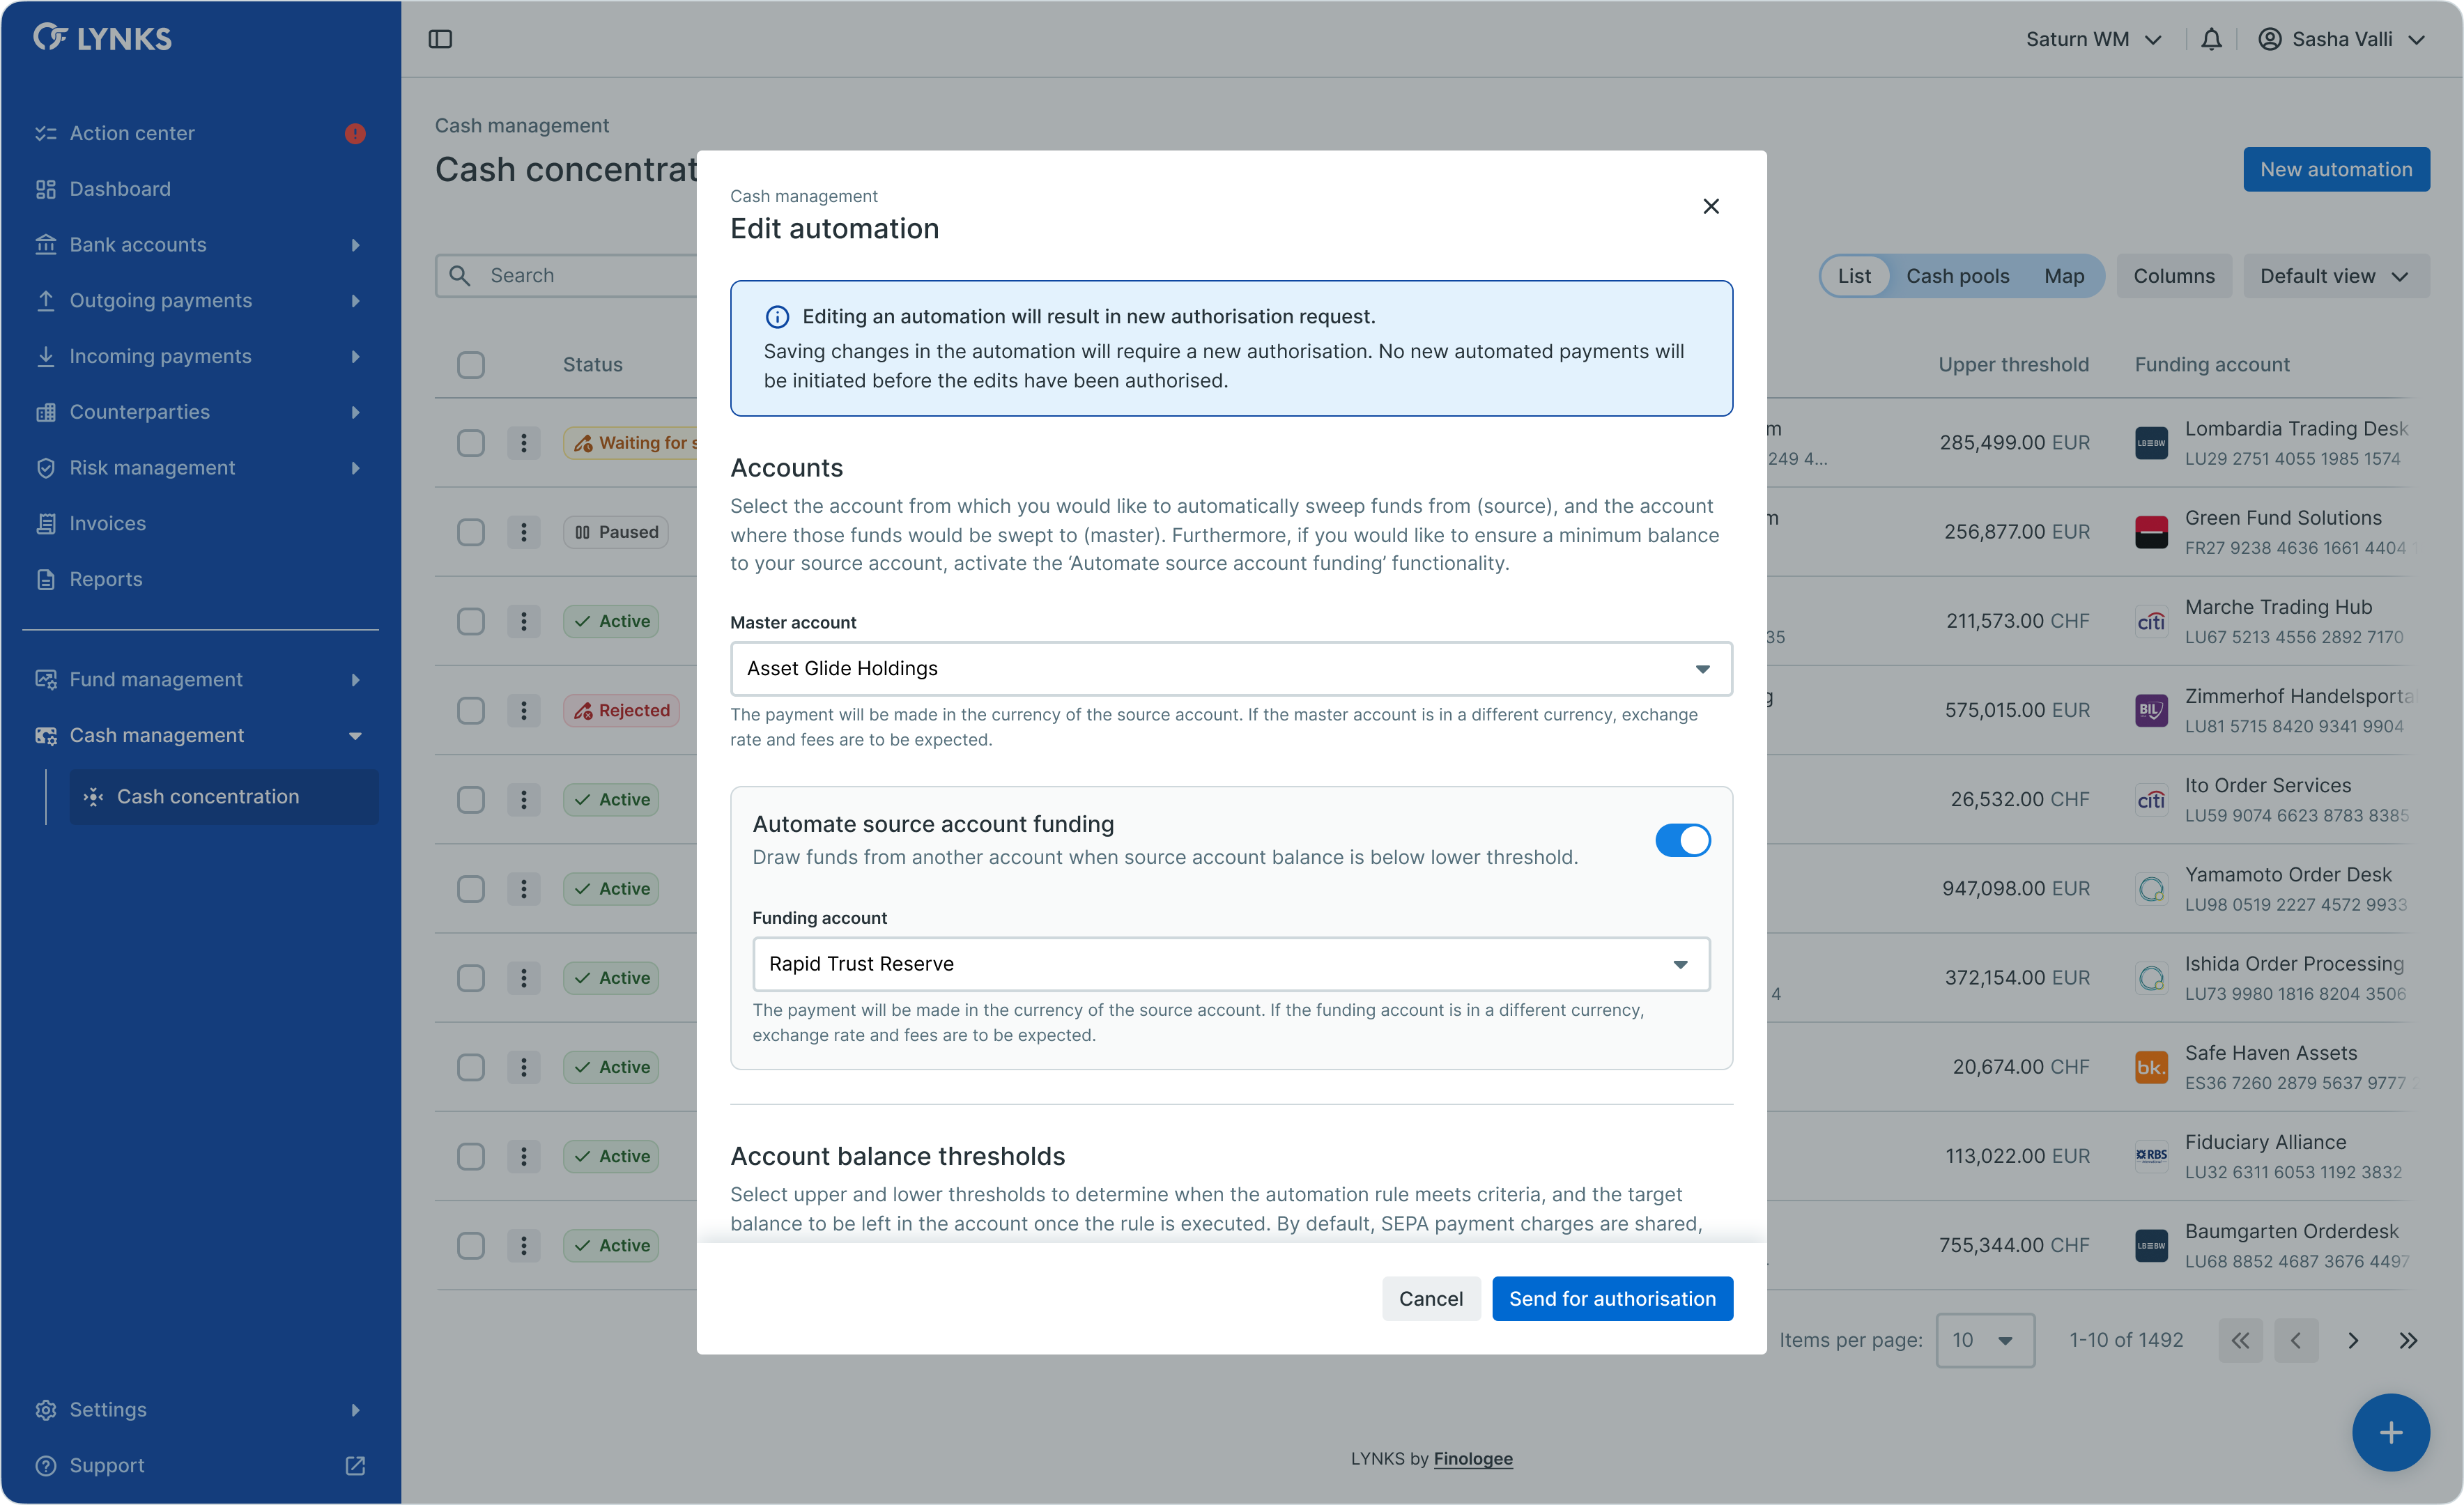 LYNKS
Saturn WM
Sasha Valli
Action center
Dashboard
Bank accounts
Outgoing payments
Incoming payments
Counterparties
Risk management
Invoices
Reports
Fund management
Cash management
Cash concentration
Settings
Support
Cash management
Cash concentrat
New automation
Search
List Cash pools Map
Columns
Default view
Status
Upper threshold
Funding account
Waiting for s
m
249 4...
285,499.00 EUR
LB≡BW
Lombardia Trading Desk
LU29 2751 4055 1985 1574
Paused
m
256,877.00 EUR
Green Fund Solutions
FR27 9238 4636 1661 4404 1
Active
35
211,573.00 CHF
citi
Marche Trading Hub
LU67 5213 4556 2892 7170
Rejected
g
575,015.00 EUR
BIL
Zimmerhof Handelsporta
LU81 5715 8420 9341 9904
Active
26,532.00 CHF
citi
Ito Order Services
LU59 9074 6623 8783 8385
Active
947,098.00 EUR
Yamamoto Order Desk
LU98 0519 2227 4572 9933
Active
4
372,154.00 EUR
Ishida Order Processing
LU73 9980 1816 8204 3506
Active
20,674.00 CHF
bk.
Safe Haven Assets
ES36 7260 2879 5637 9777
Active
113,022.00 EUR
RBS
Fiduciary Alliance
LU32 6311 6053 1192 3832
Active
755,344.00 CHF
LB≡BW
Baumgarten Orderdesk
LU68 8852 4687 3676 4497
Items per page: 10
1-10 of 1492
LYNKS by Finologee
Cash management
Edit automation
Editing an automation will result in new authorisation request.
Saving changes in the automation will require a new authorisation. No new automated payments will
be initiated before the edits have been authorised.
Accounts
Select the account from which you would like to automatically sweep funds from (source), and the account
where those funds would be swept to (master). Furthermore, if you would like to ensure a minimum balance
to your source account, activate the ‘Automate source account funding’ functionality.
Master account
Asset Glide Holdings
The payment will be made in the currency of the source account. If the master account is in a different currency, exchange
rate and fees are to be expected.
Automate source account funding
Draw funds from another account when source account balance is below lower threshold.
Funding account
Rapid Trust Reserve
The payment will be made in the currency of the source account. If the funding account is in a different currency,
exchange rate and fees are to be expected.
Account balance thresholds
Select upper and lower thresholds to determine when the automation rule meets criteria, and the target
balance to be left in the account once the rule is executed. By default, SEPA payment charges are shared,
Cancel
Send for authorisation